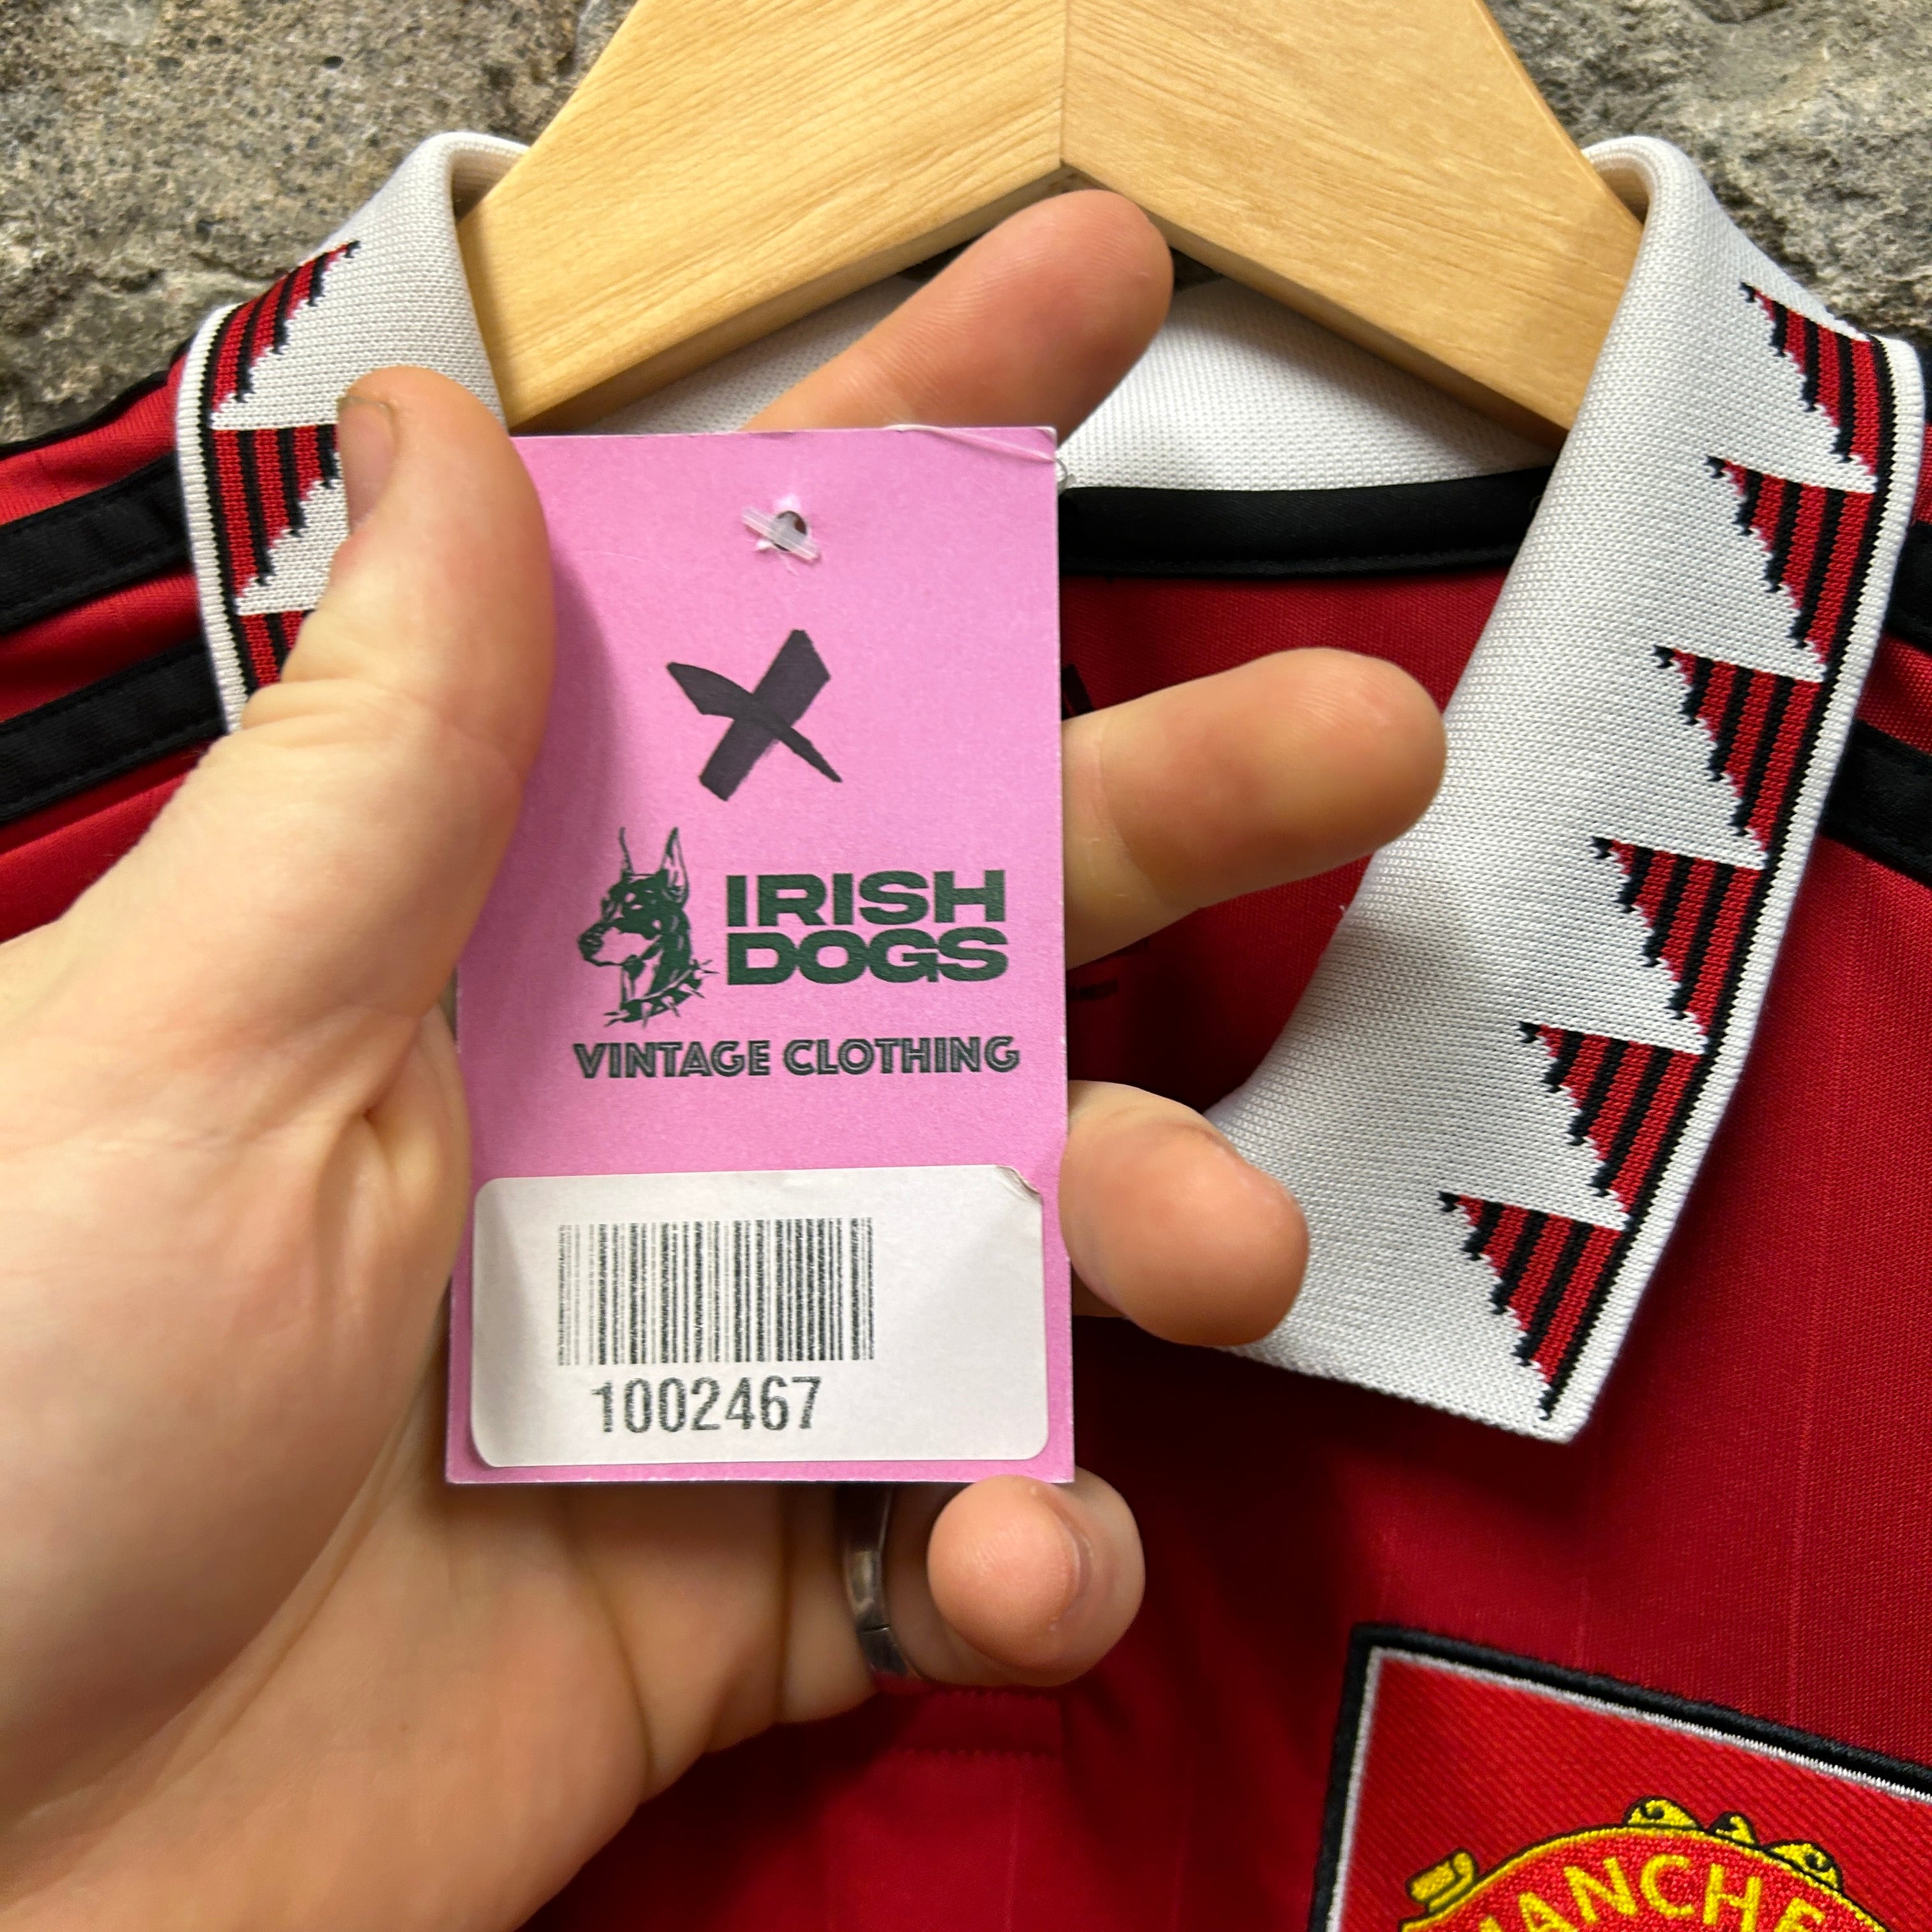 IRISH
DOGS
VINTAGE CLOTHING
1002467